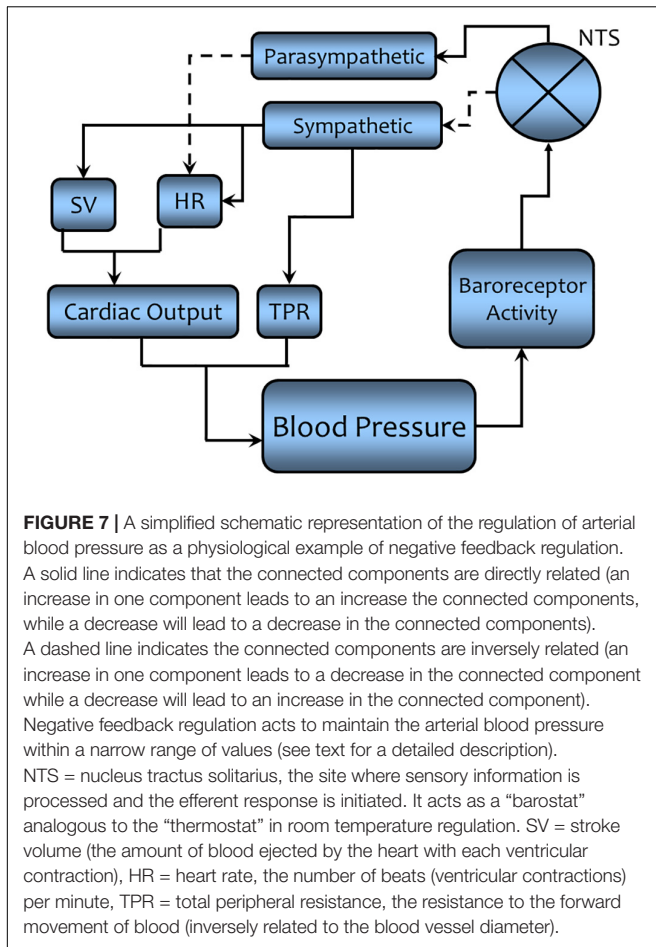 NTS
Parasympathetic
Sympathetic
SV
HR
Baroreceptor
Activity
Cardiac Output
TPR
Blood Pressure
FIGURE 7 | A simplified schematic representation of the regulation of arterial
blood pressure as a physiological example of negative feedback regulation.
A solid line indicates that the connected components are directly related (an
increase in one component leads to an increase the connected components,
while a decrease will lead to a decrease in the connected components).
A dashed line indicates the connected components are inversely related (an
increase in one component leads to a decrease in the connected component
while a decrease will lead to an increase in the connected component).
Negative feedback regulation acts to maintain the arterial blood pressure
within a narrow range of values (see text for a detailed description).
NTS = nucleus tractus solitarius, the site where sensory information is
processed and the efferent response is initiated. It acts as a “barostat”
analogous to the “thermostat” in room temperature regulation. SV = stroke
volume (the amount of blood ejected by the heart with each ventricular
contraction), HR = heart rate, the number of beats (ventricular contractions)
per minute, TPR = total peripheral resistance, the resistance to the forward
movement of blood (inversely related to the blood vessel diameter).